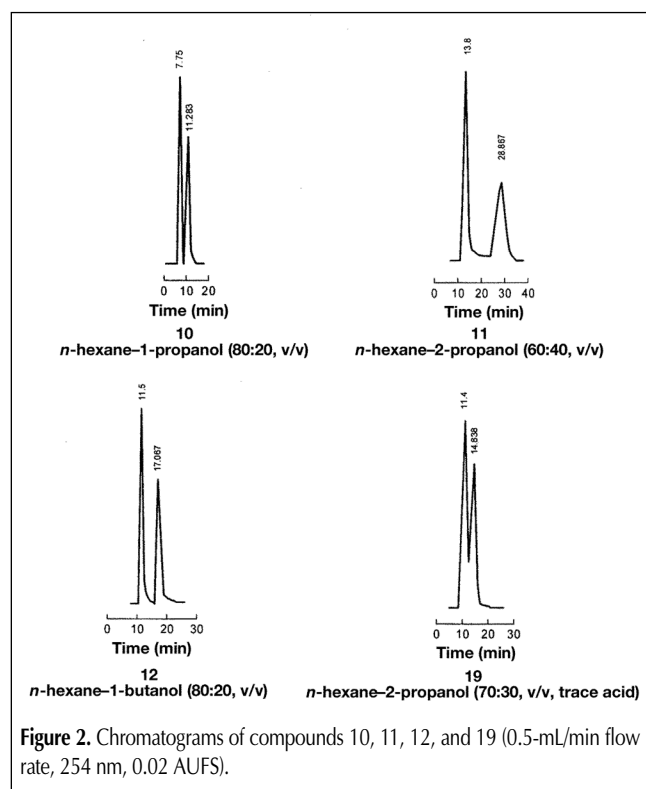 7.75
11.283
0 10 20
Time (min)
10
n-hexane–1-propanol (80:20, v/v)
13.8
28.867
0 10 20 30 40
Time (min)
11
n-hexane–2-propanol (60:40, v/v)
11.5
17.067
0 10 20 30
Time (min)
12
n-hexane–1-butanol (80:20, v/v)
11.4
14.838
0 10 20 30
Time (min)
19
n-hexane–2-propanol (70:30, v/v, trace acid)
Figure 2. Chromatograms of compounds 10, 11, 12, and 19 (0.5-mL/min flow
rate, 254 nm, 0.02 AUFS).